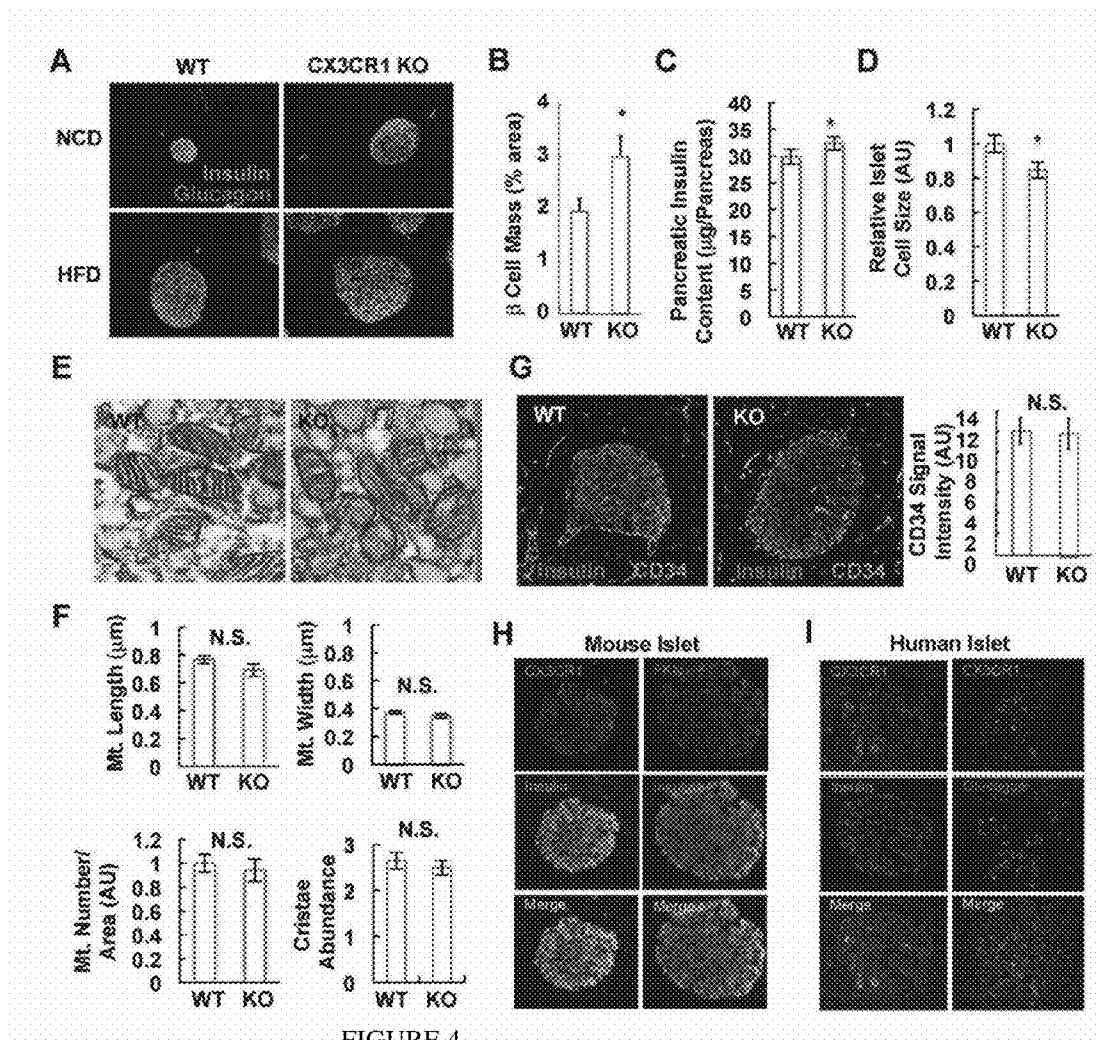 A
WT
CX3CR1 KO
NCD
HFD
Insulin
Glucagon
B
β Cell Mass (% area)
4
3
2
1
0
*
WT
KO
C
Pancreatic Insulin
Content (μg/Pancreas)
40
35
30
25
20
15
10
5
0
*
WT
KO
D
Relative Islet
Cell Size (AU)
1.2
1
0.8
0.6
0.4
0.2
0
*
WT
KO
E
WT
KO
G
WT
Insulin
CD34
KO
Insulin
CD34
CD34 Signal
Intensity (AU)
N.S.
14
12
10
8
6
4
2
0
WT
KO
F
Mt. Length (μm)
1
0.8
0.6
0.4
0.2
0
N.S.
WT
KO
Mt. Width (μm)
1
0.8
0.6
0.4
0.2
0
N.S.
WT
KO
Mt. Number/
Area (AU)
1.2
1
0.8
0.6
0.4
0.2
0
N.S.
WT
KO
Cristae
Abundance
3
2
1
0
N.S.
WT
KO
H
Mouse Islet
Insulin
Merge
Merge
I
Human Islet
CX3CR1
Glucagon
Merge
Merge
FIGURE 4